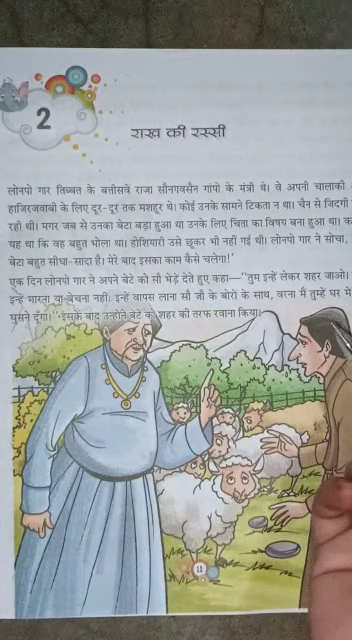 2
राख की रस्सी
लोनपो गार तिब्बत के बत्तीसवें राजा सौनगवसैन गांपो के मंत्री थे। वे अपनी चालाकी
हाज़िरजवाबी के लिए दूर-दूर तक मशहूर थे। कोई उनके सामने टिकता न था। चैन से ज़िंदगी
रही थी। मगर जब से उनका बेटा बड़ा हुआ था उनके लिए चिंता का विषय बना हुआ था।
यह था कि वह बहुत भोला था। होशियारी उसे छूकर भी नहीं गई थी। लोनपो गार ने सोचा,
बेटा बहुत सीधा-सादा है। मेरे बाद इसका काम कैसे चलेगा!'
एक दिन लोनपो गार ने अपने बेटे को सौ भेड़ें देते हुए कहा—“तुम इन्हें लेकर शहर जाओ।
इन्हें मारना या बेचना नहीं। इन्हें वापस लाना सौ जौ के बोरों के साथ, वरना मैं तुम्हें घर में
घुसने दूँगा।” इसके बाद उन्होंने बेटे को शहर की तरफ़ रवाना किया।
11